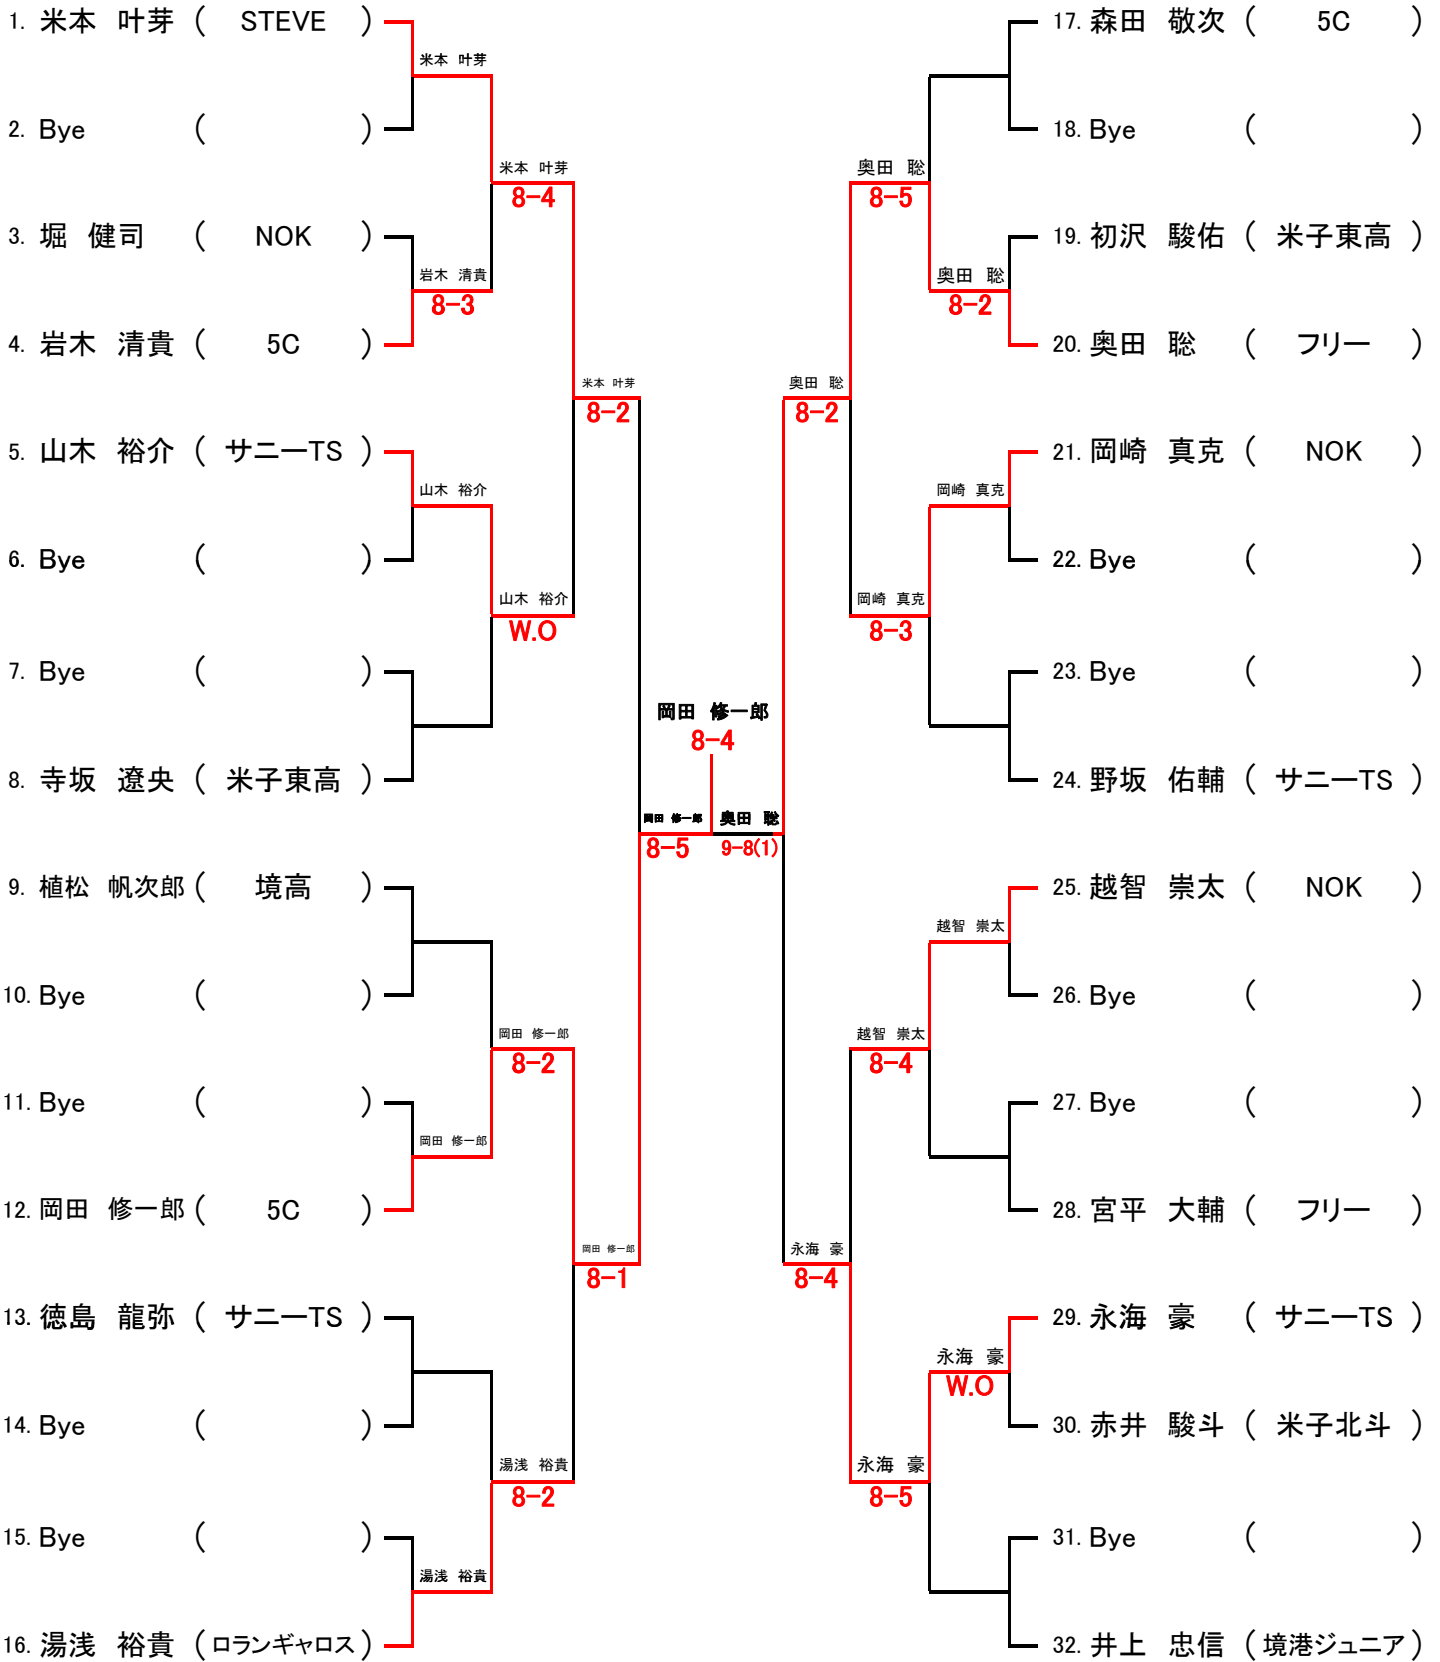 1. 米本 叶芽 ( STEVE )
米本 叶芽
2. Bye ( )
米本 叶芽
8-4
3. 堀 健司 ( NOK )
岩木 清貴
8-3
4. 岩木 清貴 ( 5C )
米本 叶芽
8-2
5. 山木 裕介 ( サニーTS )
山木 裕介
6. Bye ( )
山木 裕介
W.O
7. Bye ( )
8. 寺坂 遼央 ( 米子東高 )
岡田 修一郎
8-4
岡田 修一郎
8-5
奥田 聡
9-8(1)
9. 植松 帆次郎 ( 境高 )
10. Bye ( )
岡田 修一郎
8-2
11. Bye ( )
岡田 修一郎
12. 岡田 修一郎 ( 5C )
岡田 修一郎
8-1
13. 徳島 龍弥 ( サニーTS )
14. Bye ( )
湯浅 裕貴
8-2
15. Bye ( )
湯浅 裕貴
16. 湯浅 裕貴 ( ロランギャロス )
17. 森田 敬次 ( 5C )
18. Bye ( )
奥田 聡
8-5
19. 初沢 駿佑 ( 米子東高 )
奥田 聡
8-2
20. 奥田 聡 ( フリー )
奥田 聡
8-2
21. 岡崎 真克 ( NOK )
岡崎 真克
22. Bye ( )
岡崎 真克
8-3
23. Bye ( )
24. 野坂 佑輔 ( サニーTS )
25. 越智 崇太 ( NOK )
越智 崇太
26. Bye ( )
越智 崇太
8-4
27. Bye ( )
28. 宮平 大輔 ( フリー )
永海 豪
8-4
29. 永海 豪 ( サニーTS )
永海 豪
W.O
30. 赤井 駿斗 ( 米子北斗 )
永海 豪
8-5
31. Bye ( )
32. 井上 忠信 ( 境港ジュニア )